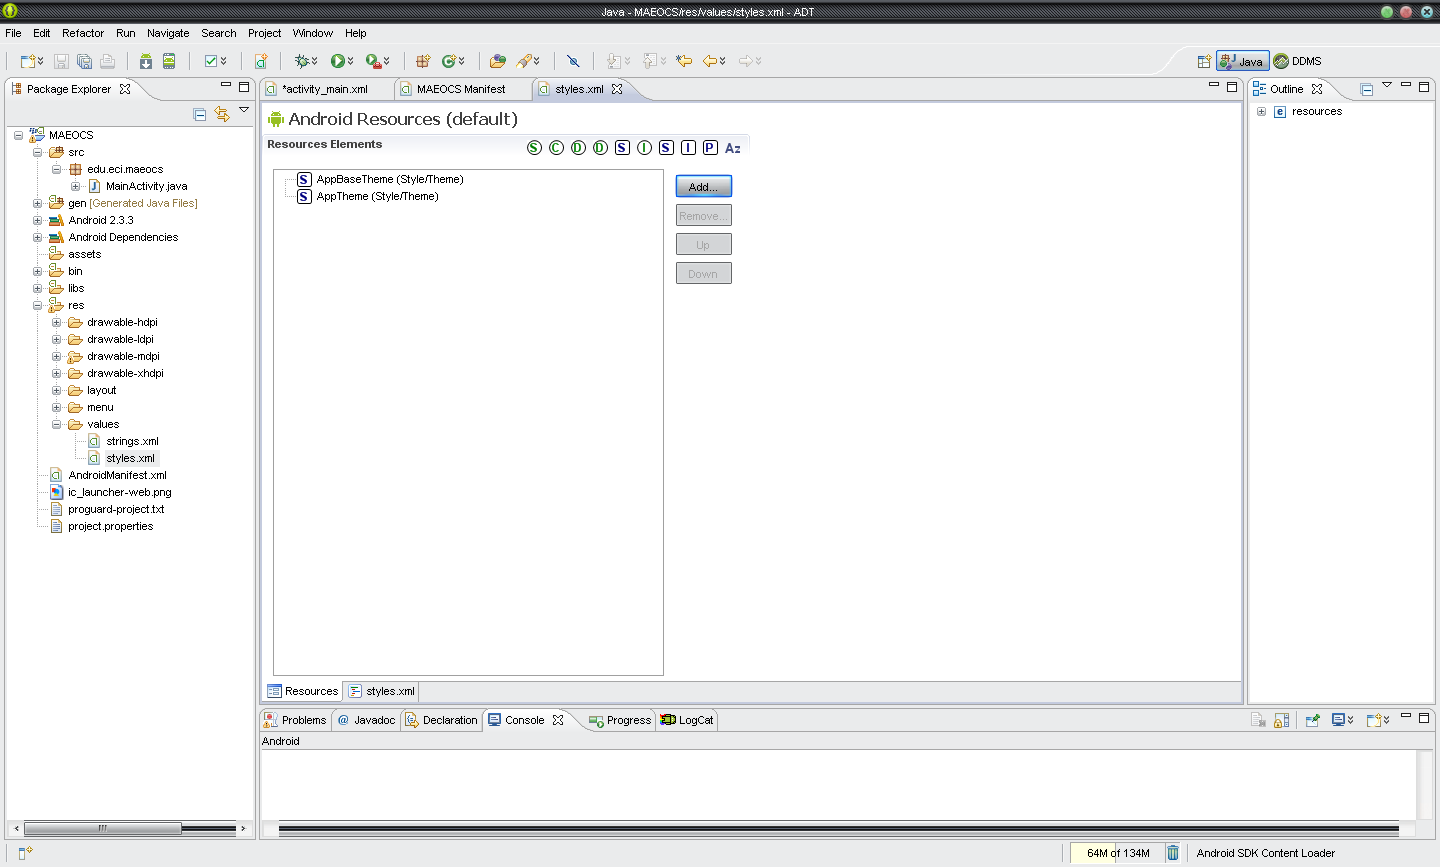 Java - MAEOCS/res/values/styles.xml - ADT
File Edit Refactor Run Navigate Search Project Window Help
Java DDMS
Package Explorer
MAEOCS
src
edu.eci.maeocs
MainActivity.java
gen [Generated Java Files]
Android 2.3.3
Android Dependencies
assets
bin
libs
res
drawable-hdpi
drawable-ldpi
drawable-mdpi
drawable-xhdpi
layout
menu
values
strings.xml
styles.xml
AndroidManifest.xml
ic_launcher-web.png
proguard-project.txt
project.properties
*activity_main.xml MAEOCS Manifest styles.xml
Android Resources (default)
Resources Elements
S C D D S I S I P Az
AppBaseTheme (Style/Theme)
AppTheme (Style/Theme)
Add...
Remove...
Up
Down
Resources styles.xml
Outline
resources
Problems @ Javadoc Declaration Console Progress LogCat
Android
64M of 134M
Android SDK Content Loader